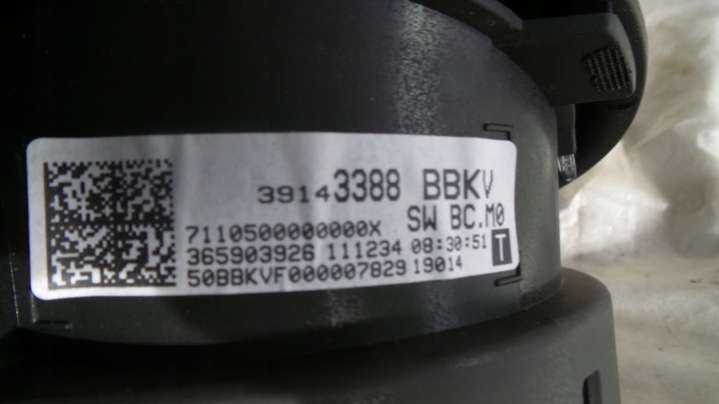 39143388 BBKV
7110500000000X SW BC.M0
365903926 111234 08:30:51 T
50BBKVF000007829 19014